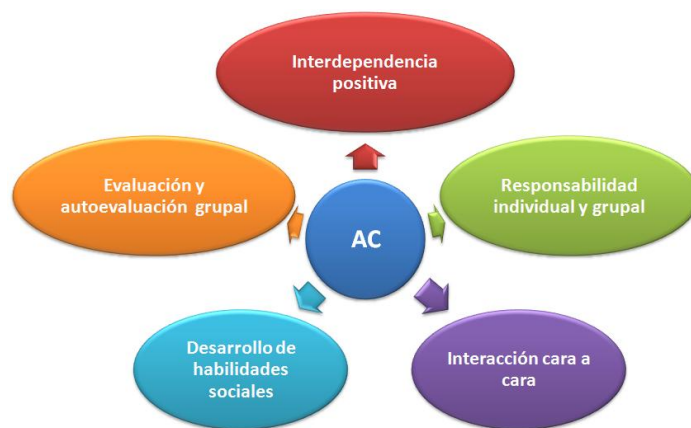 Interdependencia
positiva
Evaluación y
autoevaluación grupal
Responsabilidad
individual y grupal
AC
Desarrollo de
habilidades
sociales
Interacción cara a
cara